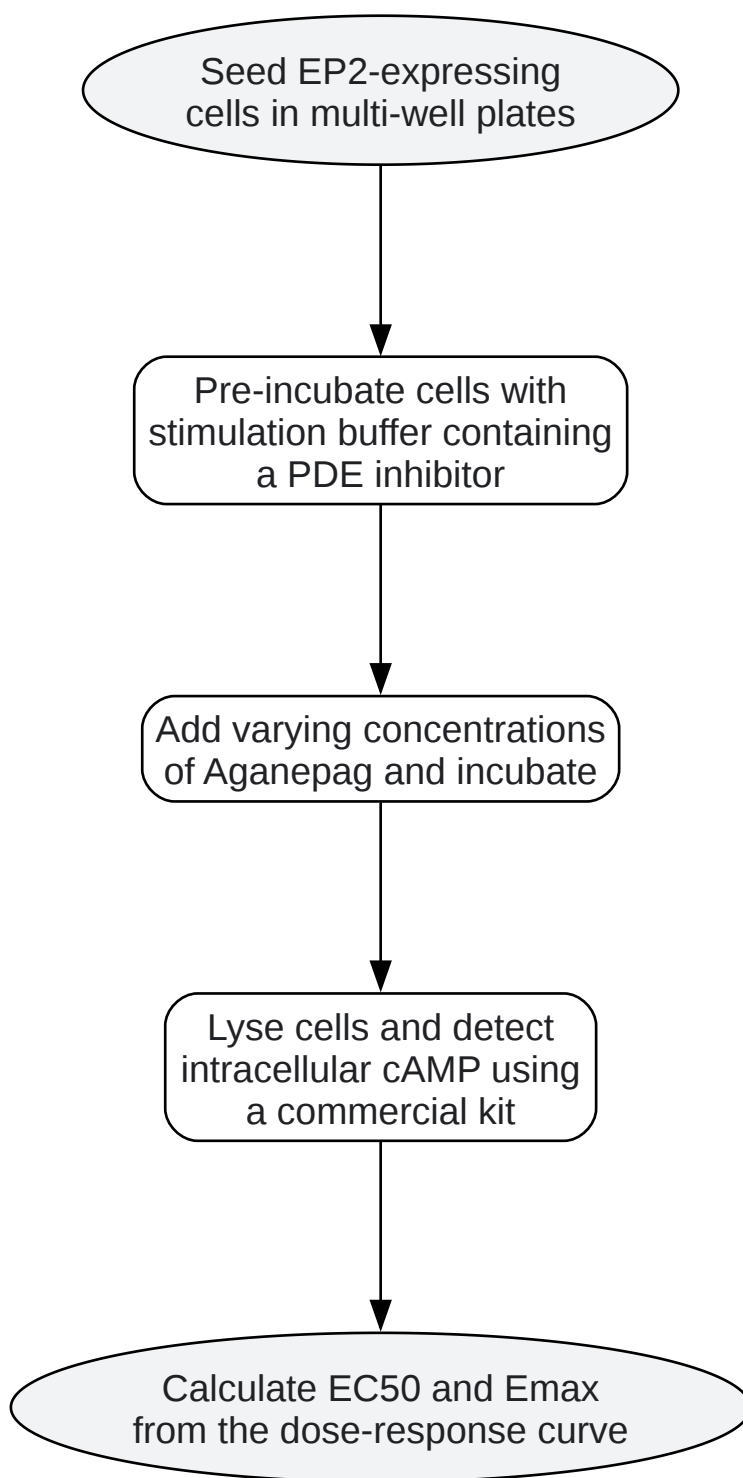 Seed EP2-expressing
cells in multi-well plates
Pre-incubate cells with
stimulation buffer containing
a PDE inhibitor
Add varying concentrations
of Aganepag and incubate
Lyse cells and detect
intracellular cAMP using
a commercial kit
Calculate EC50 and Emax
from the dose-response curve